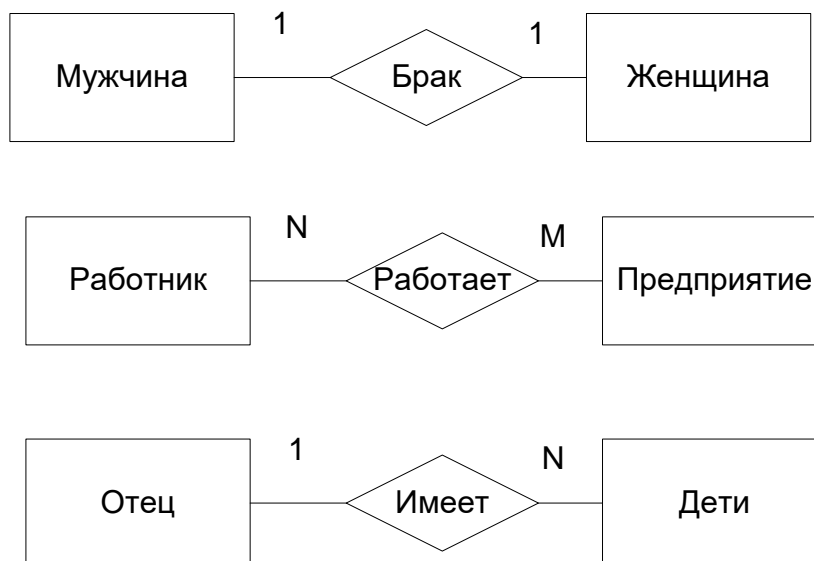 1 1
Мужчина Брак Женщина
N M
Работник Работает Предприятие
1 N
Отец Имеет Дети